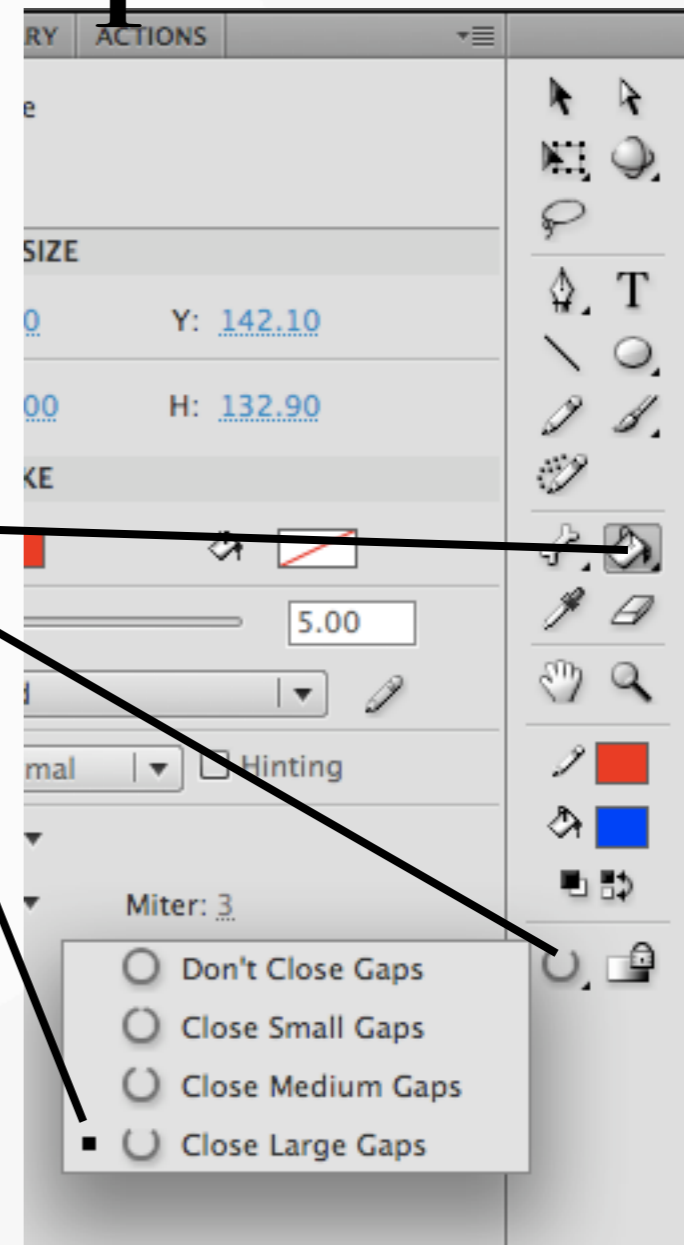 RY ACTIONS
e
SIZE
0 Y: 142.10
00 H: 132.90
KE
5.00
d
mal Hinting
Miter: 3
Don't Close Gaps
Close Small Gaps
Close Medium Gaps
Close Large Gaps
T